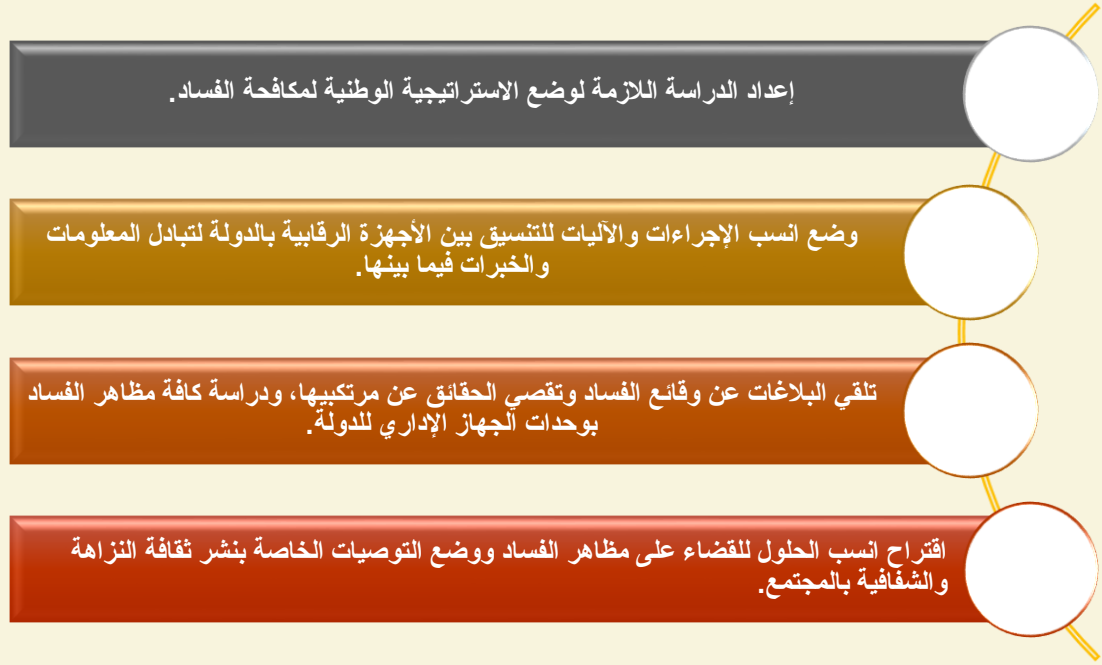 إعداد الدراسة اللازمة لوضع الاستراتيجية الوطنية لمكافحة الفساد.
وضع انسب الإجراءات والآليات للتنسيق بين الأجهزة الرقابية بالدولة لتبادل المعلومات
والخبرات فيما بينها.
تلقي البلاغات عن وقائع الفساد وتقصي الحقائق عن مرتكبيها، ودراسة كافة مظاهر الفساد
بوحدات الجهاز الإداري للدولة.
اقتراح انسب الحلول للقضاء على مظاهر الفساد ووضع التوصيات الخاصة بنشر ثقافة النزاهة
والشفافية بالمجتمع.